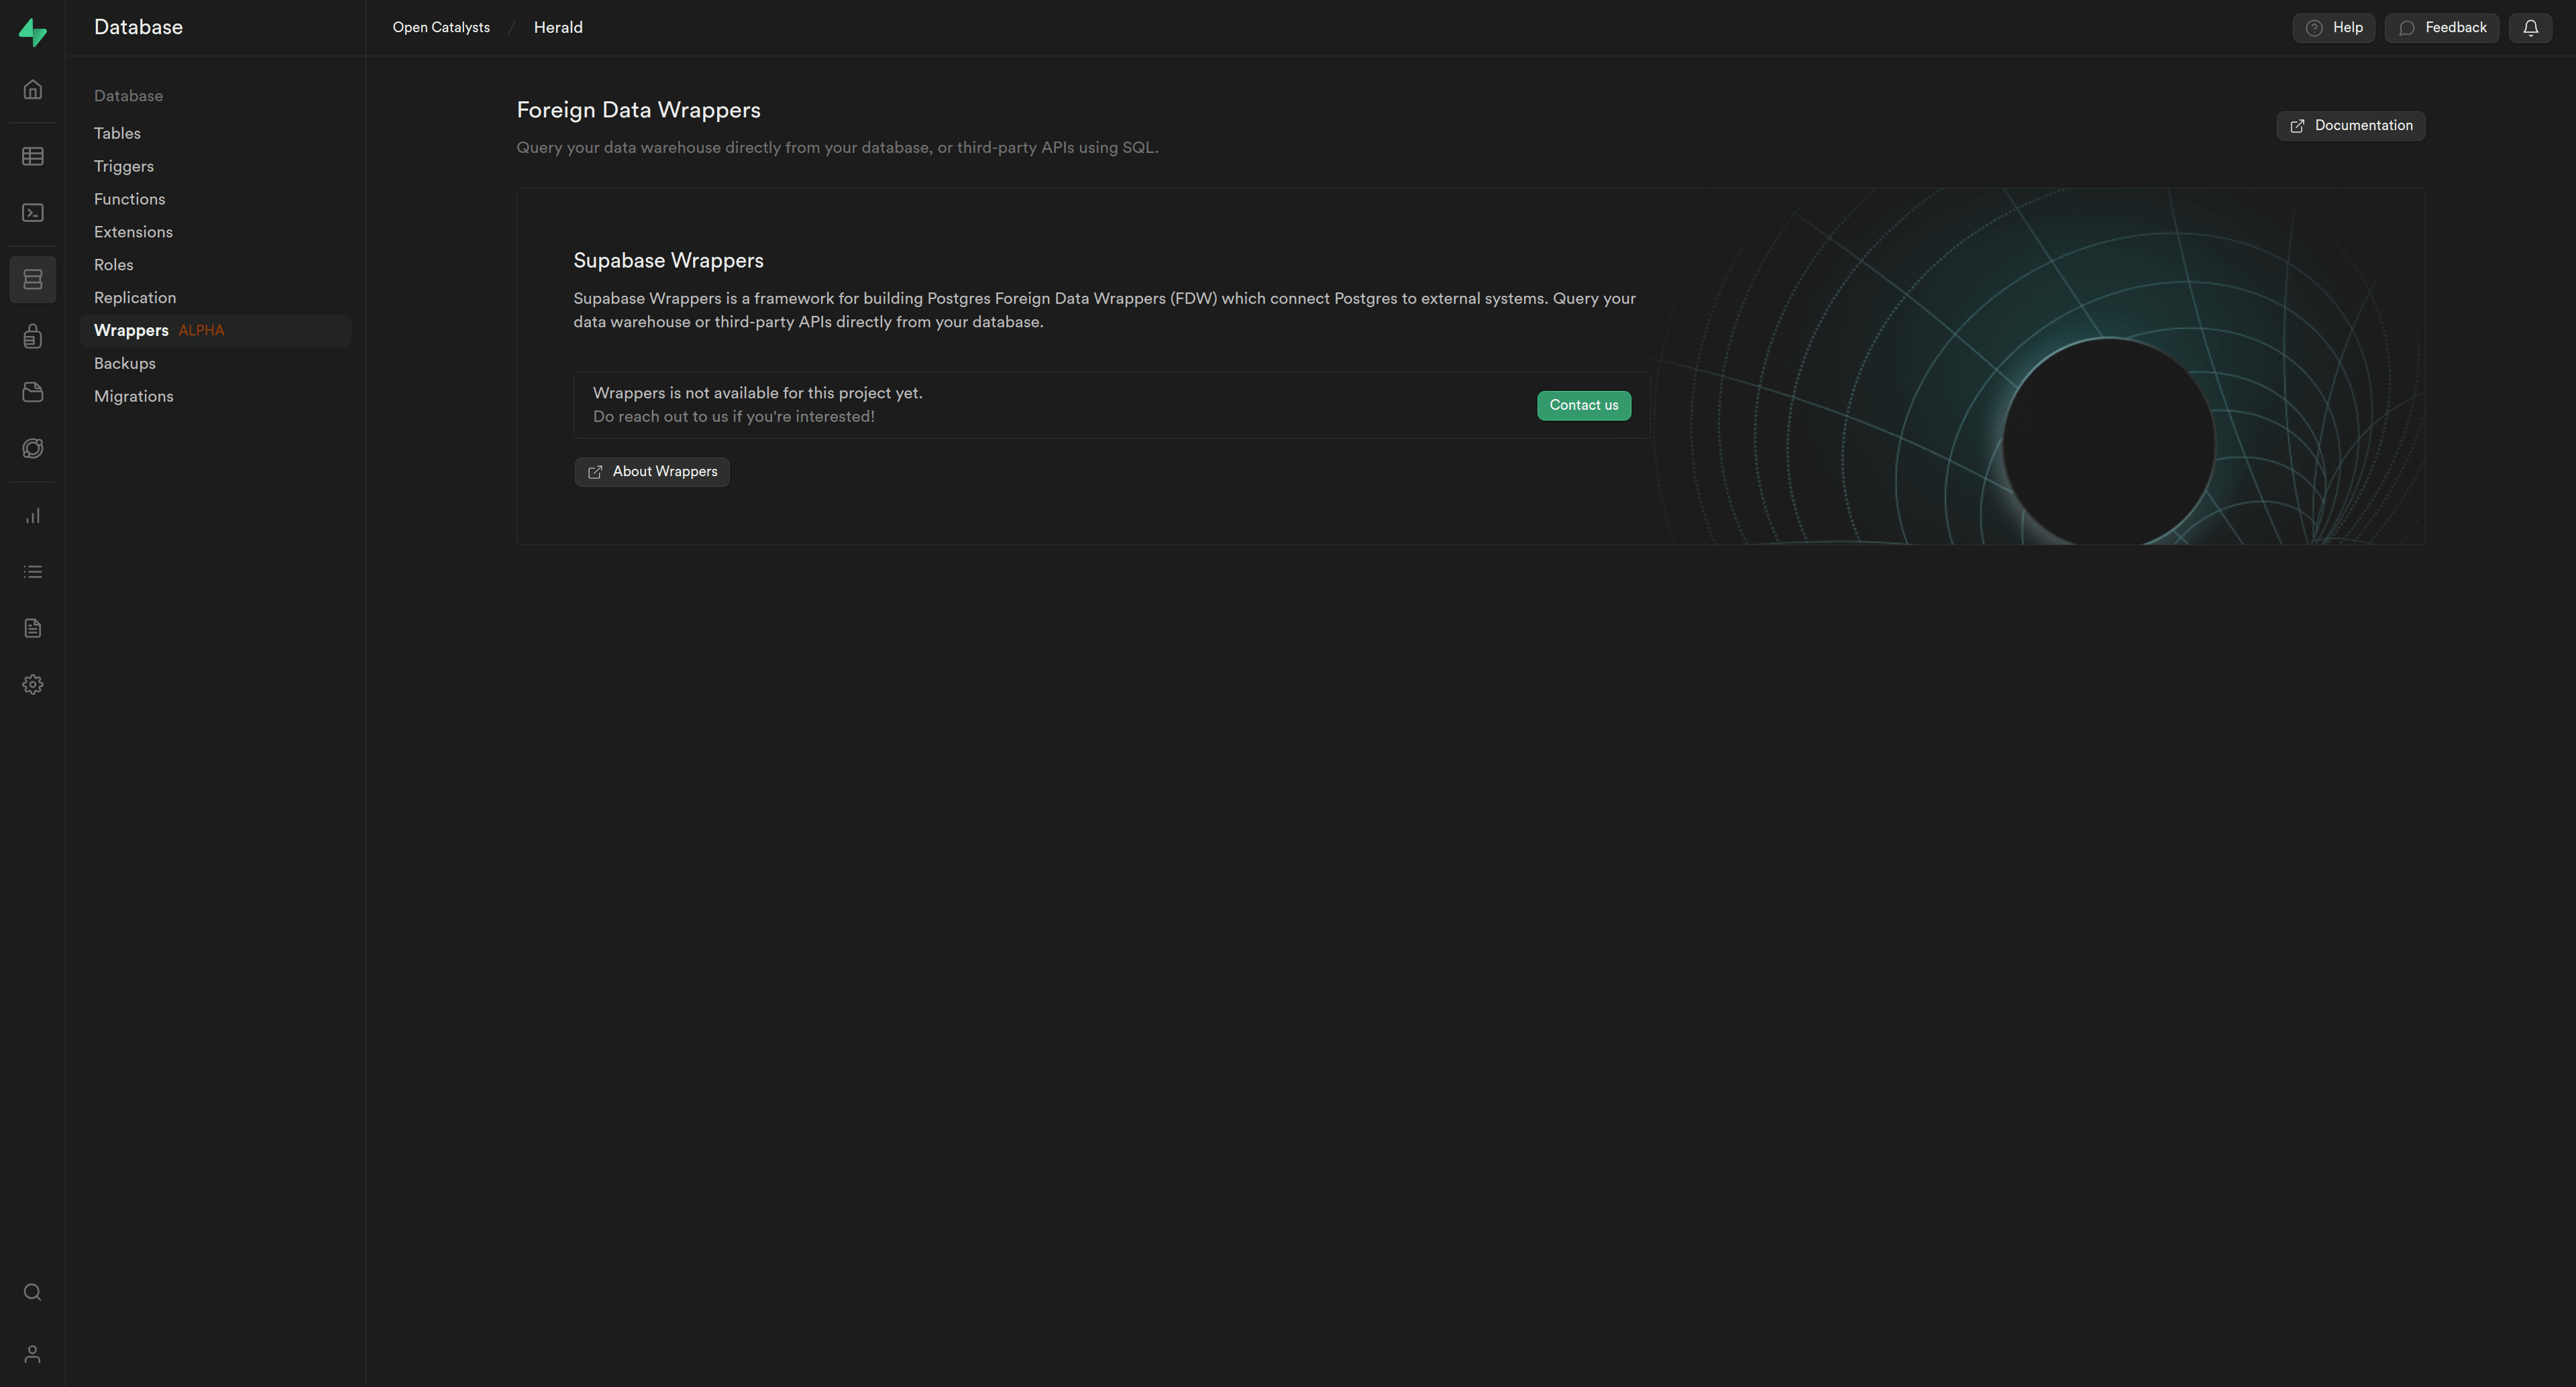 Database
Open Catalysts / Herald
Help
Feedback
Database
Tables
Triggers
Functions
Extensions
Roles
Replication
Wrappers ALPHA
Backups
Migrations
Foreign Data Wrappers
Query your data warehouse directly from your database, or third-party APIs using SQL.
Documentation
Supabase Wrappers
Supabase Wrappers is a framework for building Postgres Foreign Data Wrappers (FDW) which connect Postgres to external systems. Query your
data warehouse or third-party APIs directly from your database.
Wrappers is not available for this project yet.
Do reach out to us if you're interested!
Contact us
About Wrappers